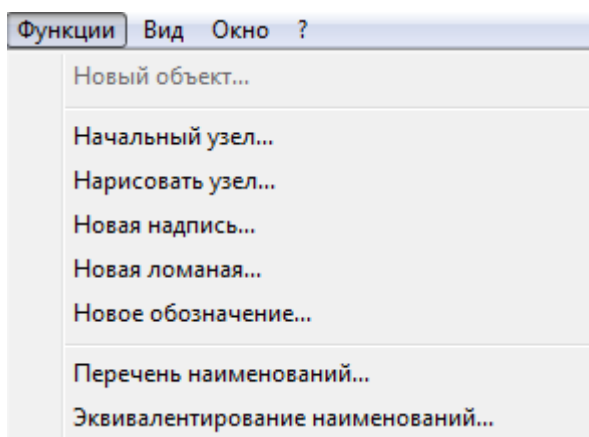 Функции Вид Окно ?
Новый объект...
Начальный узел...
Нарисовать узел...
Новая надпись...
Новая ломаная...
Новое обозначение...
Перечень наименований...
Эквивалентирование наименований...